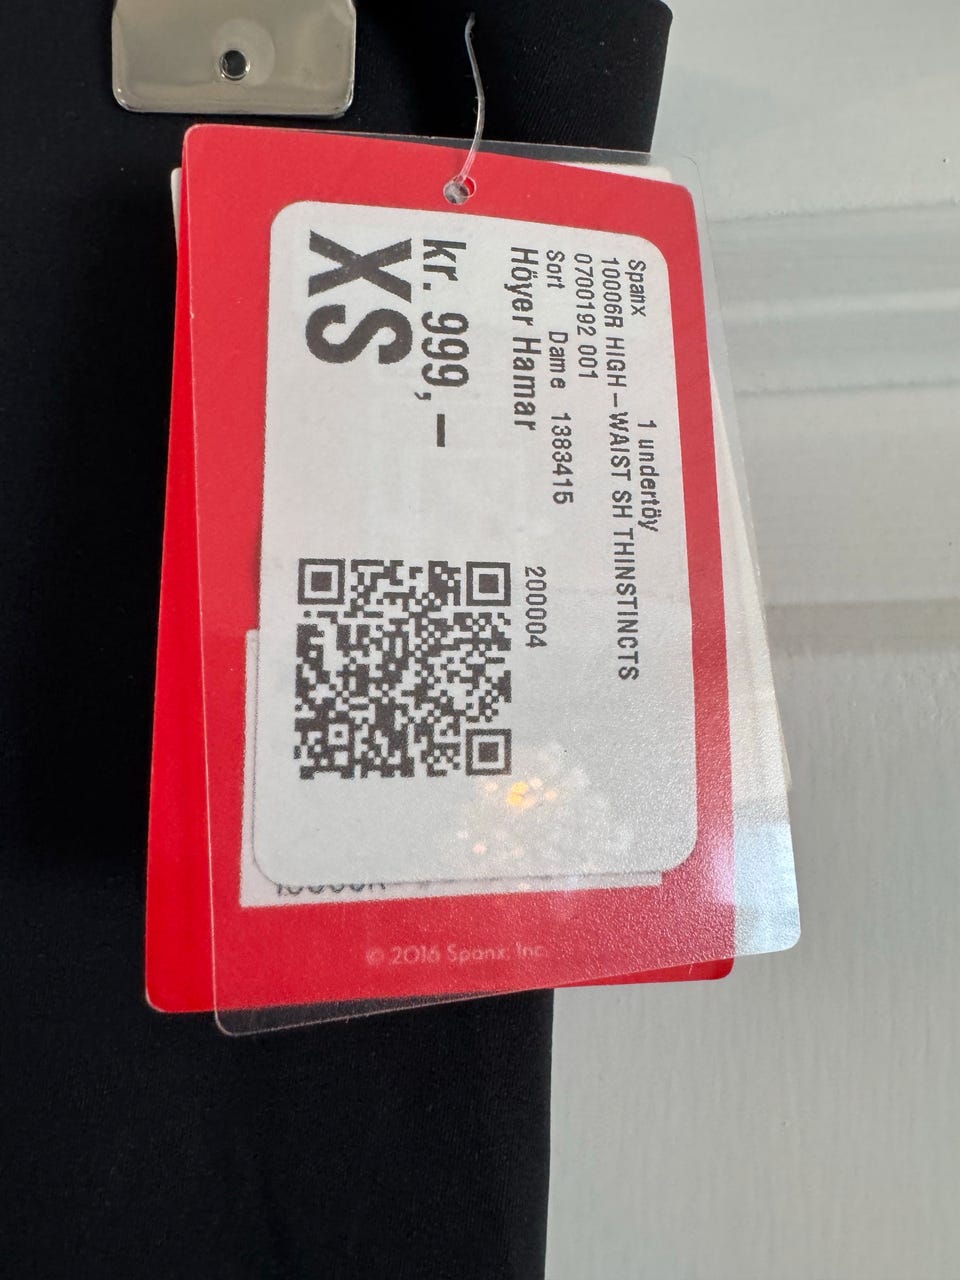 Spanx 1 undertöy
10006R HIGH-WAIST SH THINSTINCTS
0700192 001
Sort Dame 1383415
Höyer Hamar
200004
kr. 999,-
XS
© 2016 Spanx, Inc.